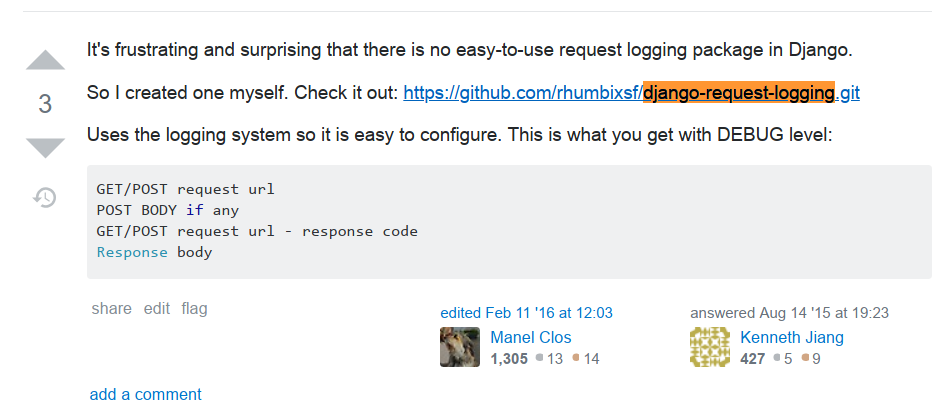 It's frustrating and surprising that there is no easy-to-use request logging package in Django.
3
So I created one myself. Check it out: https://github.com/rhumbixsf/django-request-logging.git
Uses the logging system so it is easy to configure. This is what you get with DEBUG level:
GET/POST request url
POST BODY if any
GET/POST request url - response code
Response body
share edit flag
edited Feb 11 '16 at 12:03
Manel Clos
1,305 13 14
answered Aug 14 '15 at 19:23
Kenneth Jiang
427 5 9
add a comment